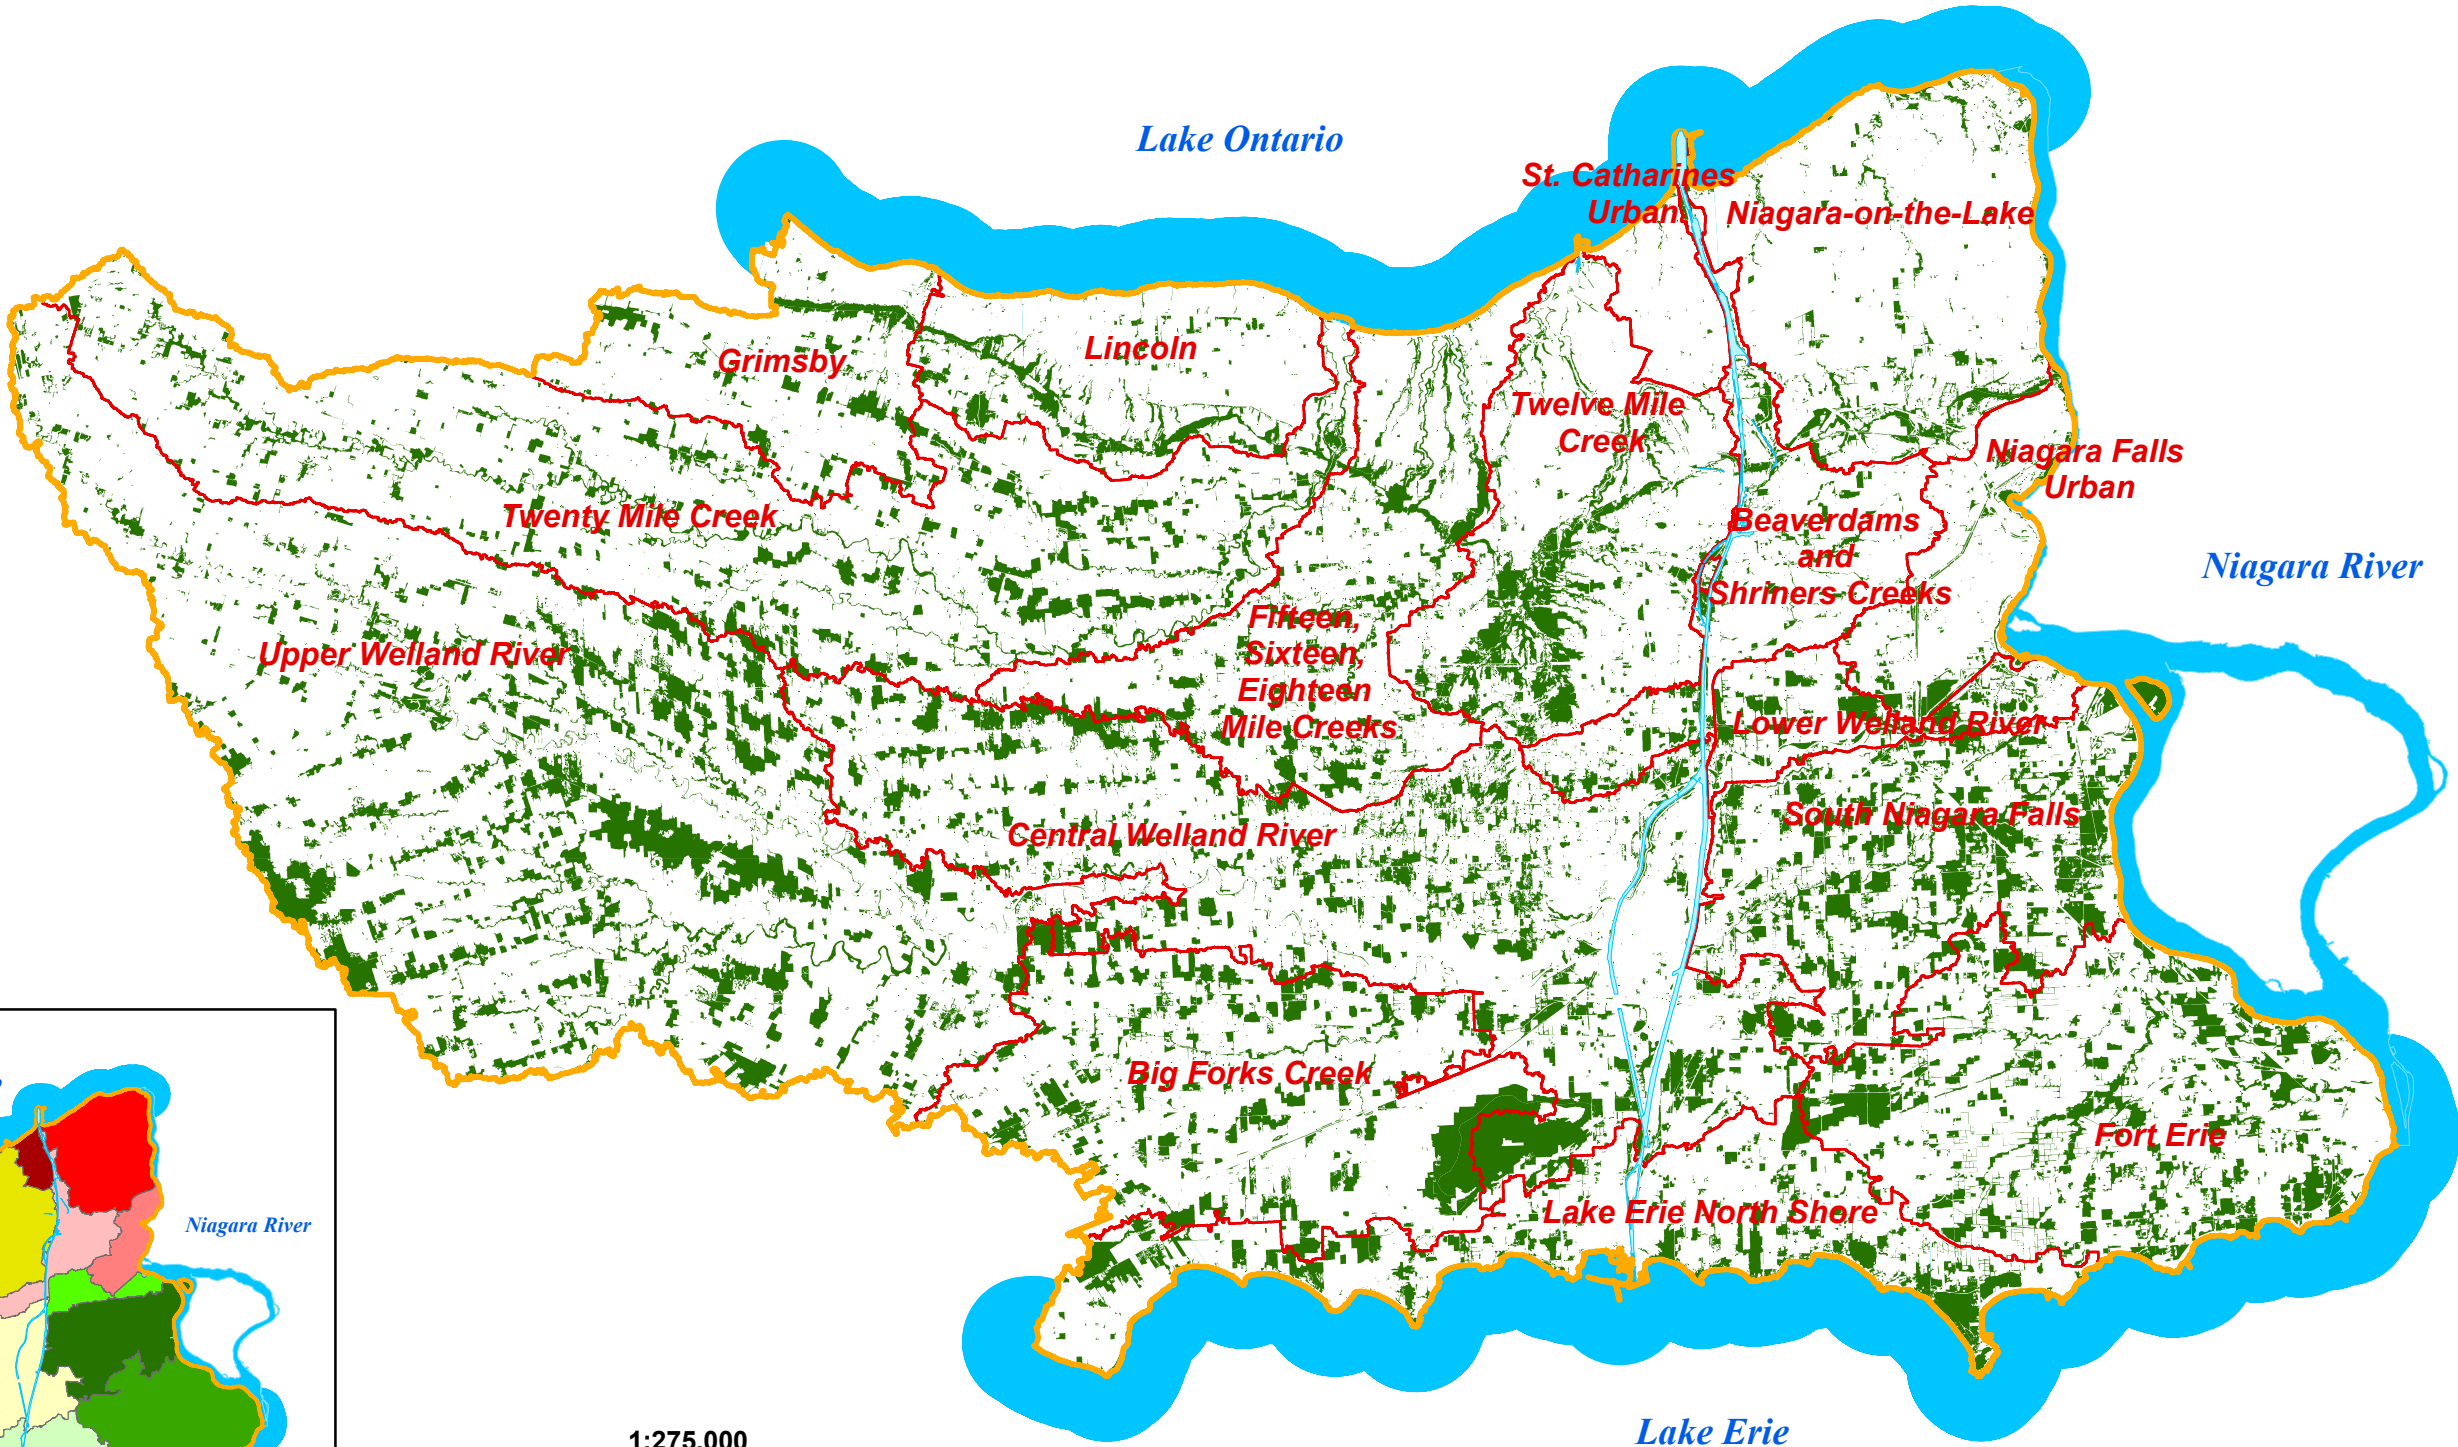 Lake Ontario
St. Catharines
Urban
Niagara-on-the-Lake
Grimsby
Lincoln
Twelve Mile
Creek
Niagara Falls
Urban
Twenty Mile Creek
Beaverdams
and
Shriners Creeks
Niagara River
Upper Welland River
Fifteen,
Sixteen,
Eighteen
Mile Creeks
Lower Welland River
South Niagara Falls
Central Welland River
Big Forks Creek
Fort Erie
Lake Erie North Shore
Niagara River
1:275,000
Lake Erie